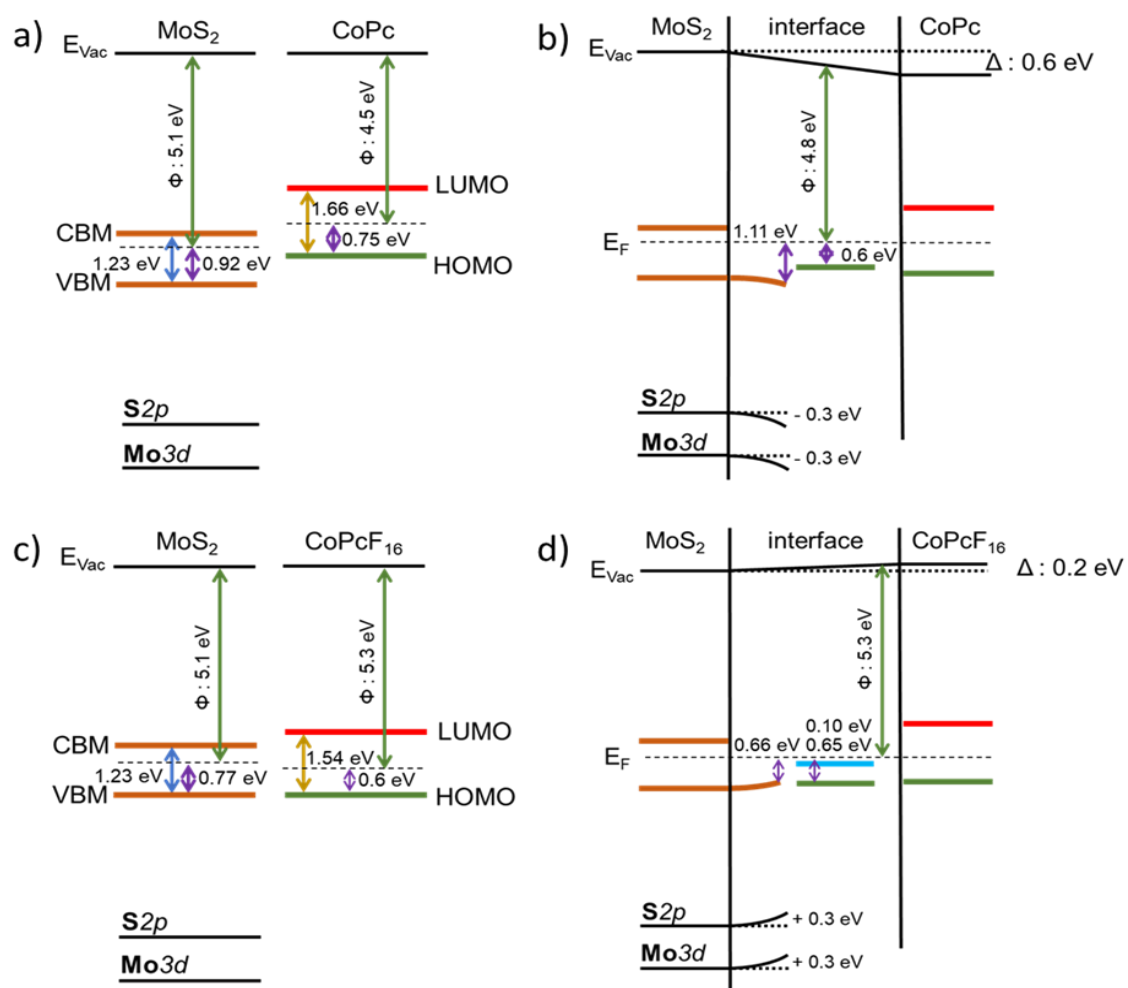 a)
MoS₂
CoPc
E_Vac
Φ : 5.1 eV
Φ : 4.5 eV
LUMO
1.66 eV
CBM
0.75 eV
1.23 eV
0.92 eV
HOMO
VBM
S2p
Mo3d
b)
MoS₂
interface
CoPc
E_Vac
Δ : 0.6 eV
Φ : 4.8 eV
1.11 eV
E_F
0.6 eV
S2p
- 0.3 eV
Mo3d
- 0.3 eV
c)
MoS₂
CoPcF₁₆
E_Vac
Φ : 5.1 eV
Φ : 5.3 eV
LUMO
CBM
1.54 eV
1.23 eV
0.77 eV
0.6 eV
VBM
HOMO
S2p
Mo3d
d)
MoS₂
interface
CoPcF₁₆
E_Vac
Δ : 0.2 eV
Φ : 5.3 eV
0.10 eV
0.66 eV
0.65 eV
E_F
S2p
+ 0.3 eV
Mo3d
+ 0.3 eV